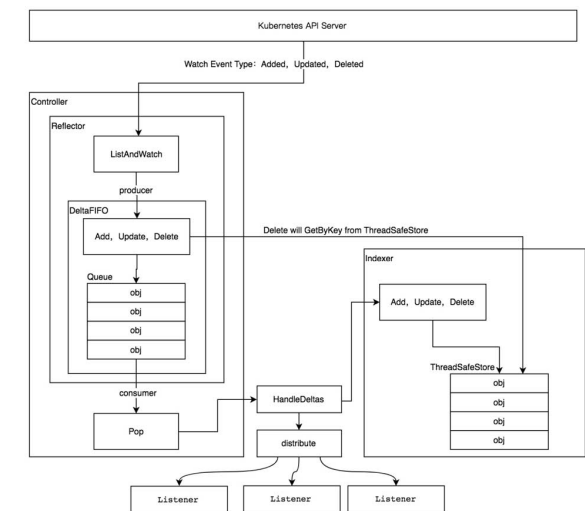 Kubernetes API Server
Watch Event Type: Added, Updated, Deleted
Controller
Reflector
ListAndWatch
producer
DeltaFIFO
Add, Update, Delete
Delete will GetByKey from ThreadSafeStore
Queue
obj
obj
obj
obj
Indexer
Add, Update, Delete
ThreadSafeStore
obj
obj
obj
obj
consumer
Pop
HandleDeltas
distribute
Listener
Listener
Listener